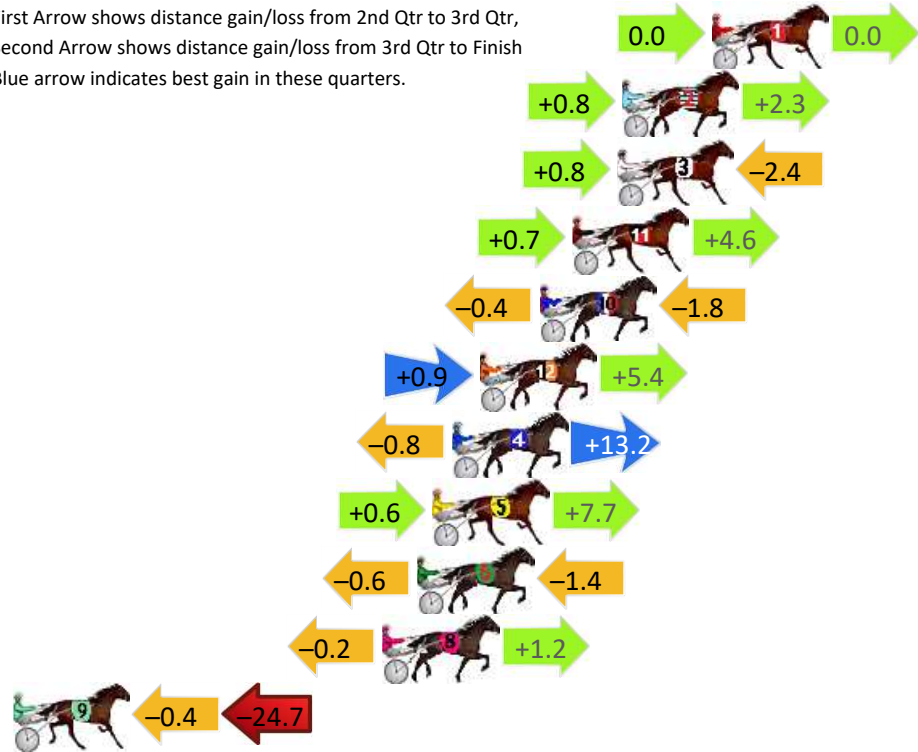 irst Arrow shows distance gain/loss from 2nd Qtr to 3rd Qtr,
econd Arrow shows distance gain/loss from 3rd Qtr to Finish
lue arrow indicates best gain in these quarters.
0.0 1 0.0
+0.8 2 +2.3
+0.8 3 –2.4
+0.7 11 +4.6
–0.4 10 –1.8
+0.9 12 +5.4
–0.8 4 +13.2
+0.6 5 +7.7
–0.6 6 –1.4
–0.2 8 +1.2
9 –0.4 –24.7